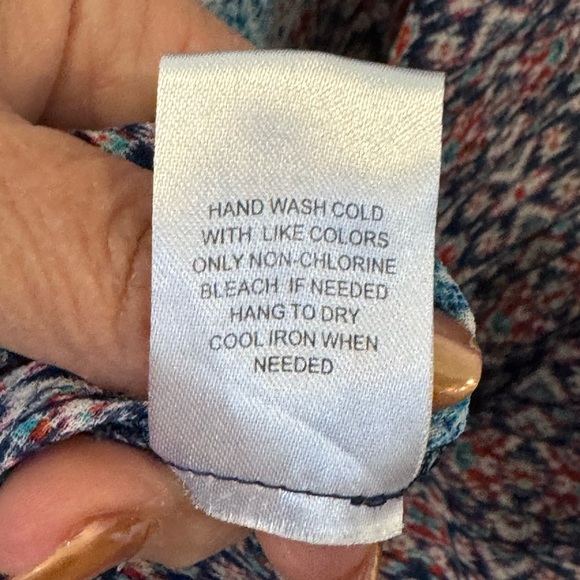 HAND WASH COLD
WITH LIKE COLORS
ONLY NON-CHLORINE
BLEACH IF NEEDED
HANG TO DRY
COOL IRON WHEN
NEEDED